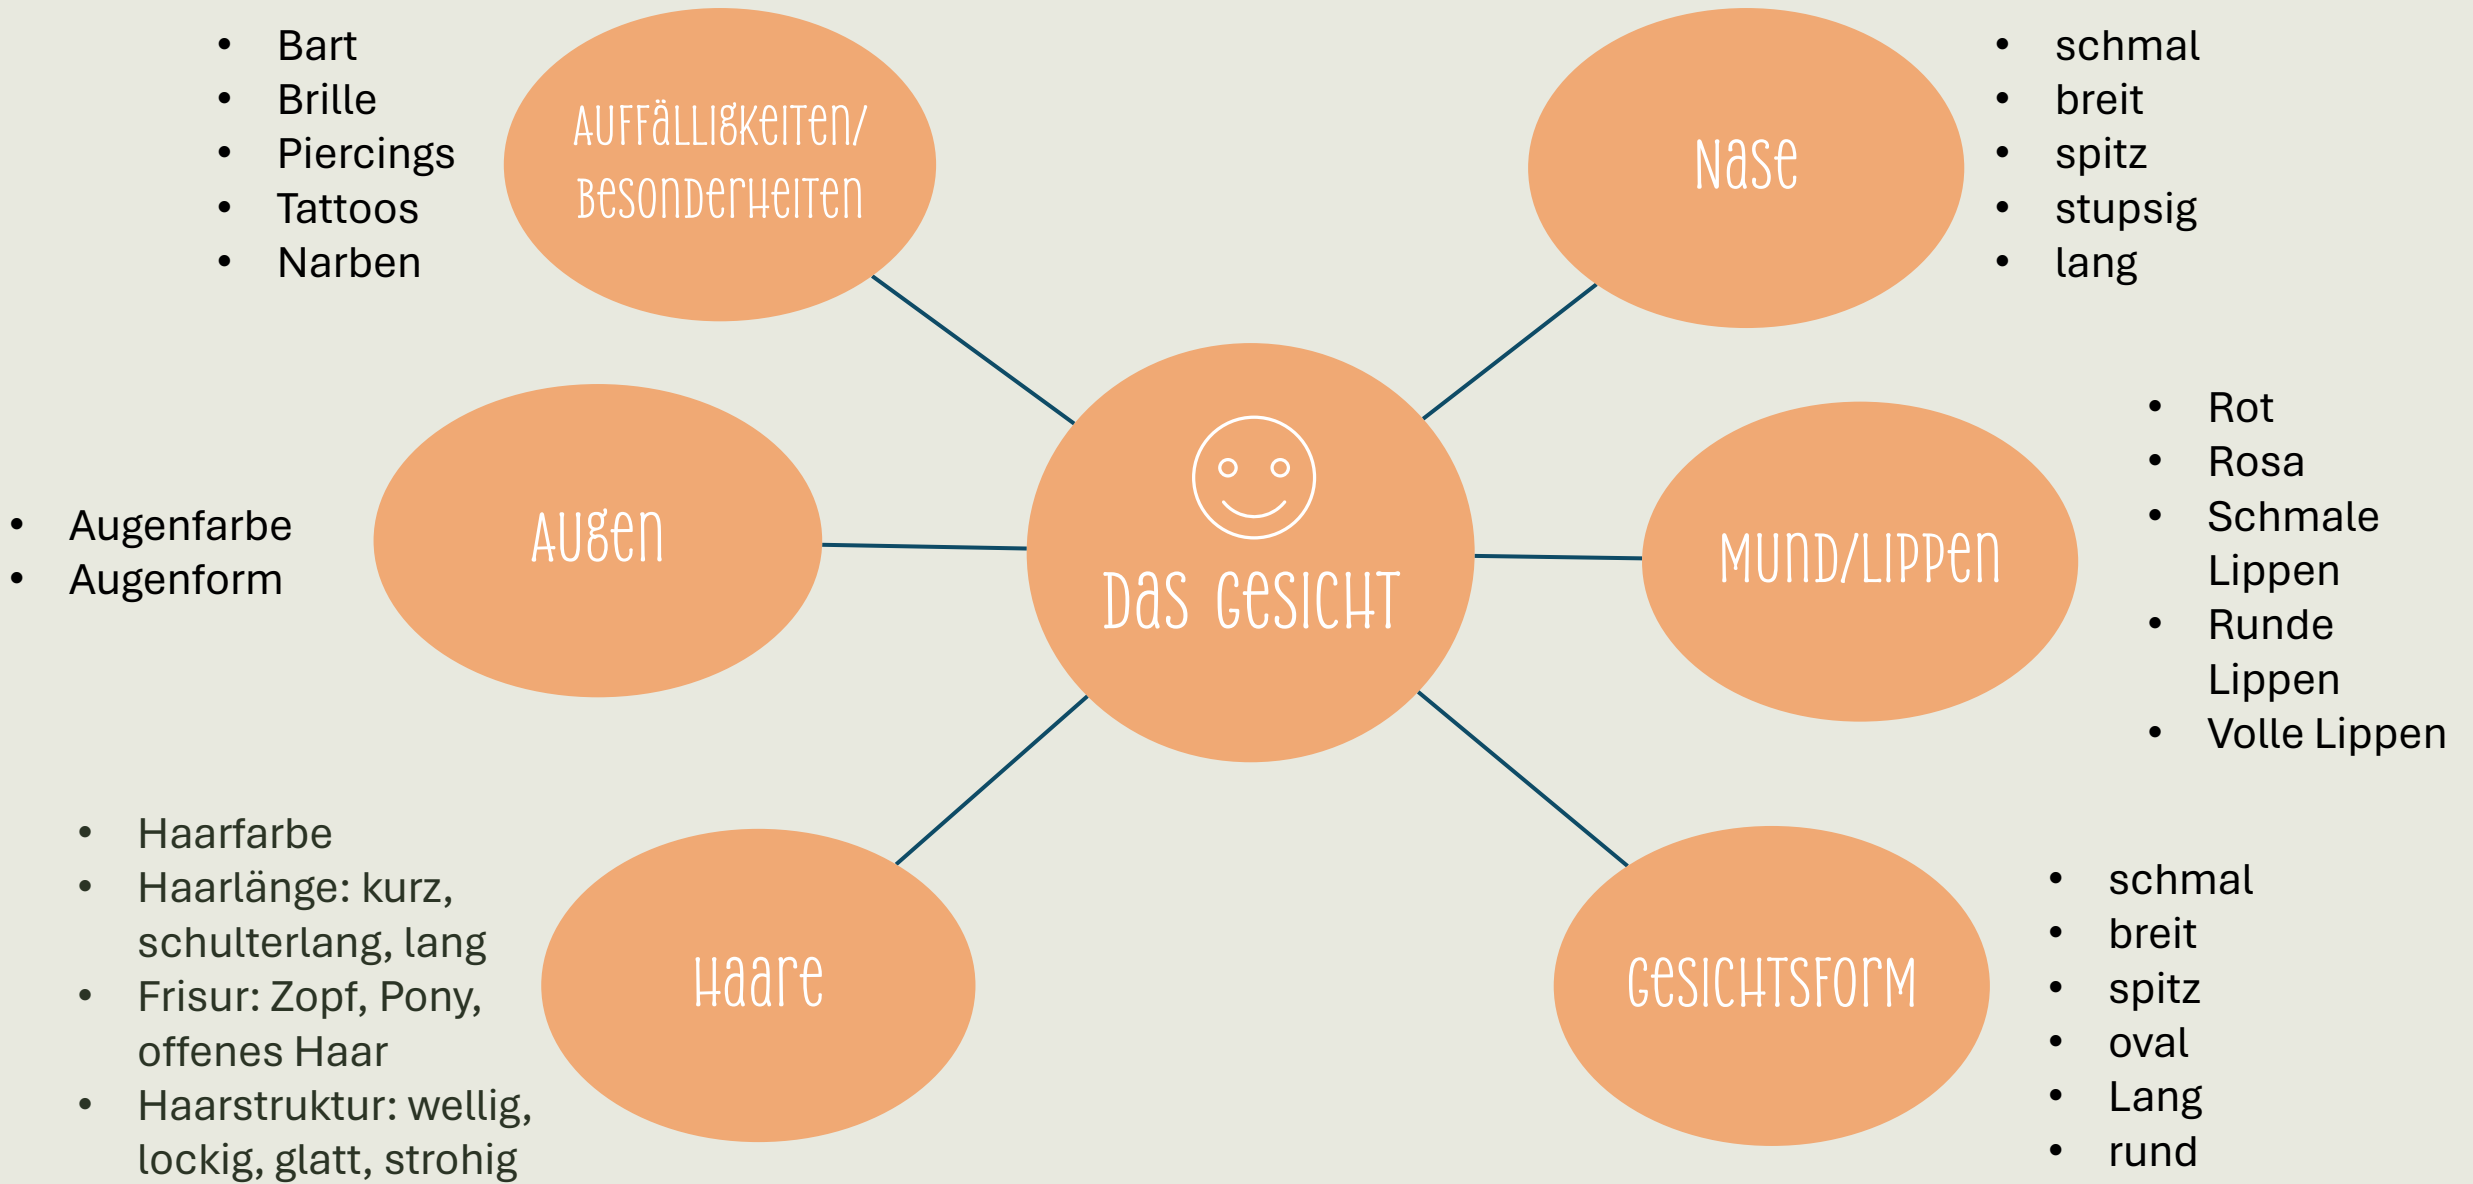 • Bart
• Brille
• Piercings
• Tattoos
• Narben
Auffälligkeiten/
Besonderheiten
Nase
• schmal
• breit
• spitz
• stupsig
• lang
• Augenfarbe
• Augenform
Augen
Das Gesicht
Mund/Lippen
• Rot
• Rosa
• Schmale
Lippen
• Runde
Lippen
• Volle Lippen
• Haarfarbe
• Haarlänge: kurz,
schulterlang, lang
• Frisur: Zopf, Pony,
offenes Haar
• Haarstruktur: wellig,
lockig, glatt, strohig
Haare
Gesichtsform
• schmal
• breit
• spitz
• oval
• Lang
• rund